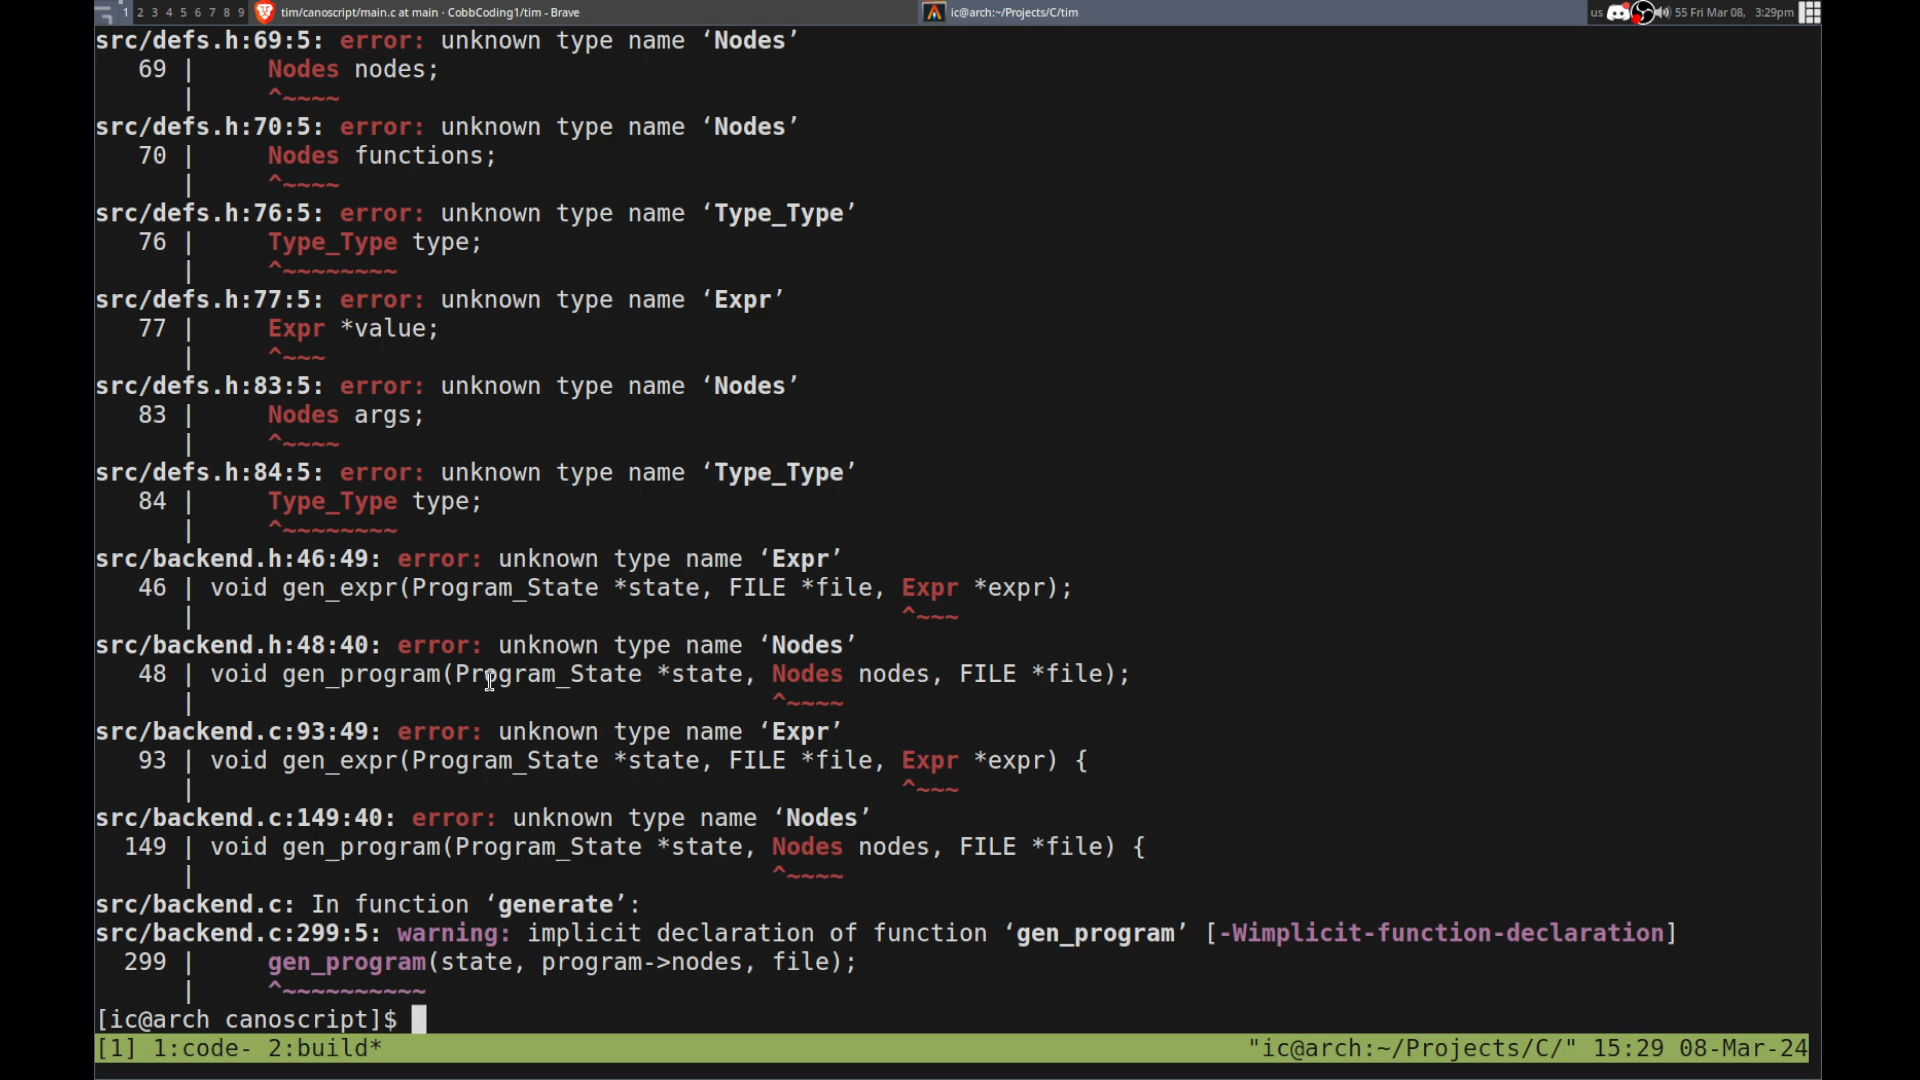 1 2 3 4 5 6 7 8 9 tim/canoscript/main.c at main · CobbCoding1/tim - Brave ic@arch:~/Projects/C/tim us 55 Fri Mar 08, 3:29pm
src/defs.h:69:5: error: unknown type name ‘Nodes’
69 | Nodes nodes;
| ^~~~~
src/defs.h:70:5: error: unknown type name ‘Nodes’
70 | Nodes functions;
| ^~~~~
src/defs.h:76:5: error: unknown type name ‘Type_Type’
76 | Type_Type type;
| ^~~~~~~~~
src/defs.h:77:5: error: unknown type name ‘Expr’
77 | Expr *value;
| ^~~~
src/defs.h:83:5: error: unknown type name ‘Nodes’
83 | Nodes args;
| ^~~~~
src/defs.h:84:5: error: unknown type name ‘Type_Type’
84 | Type_Type type;
| ^~~~~~~~~
src/backend.h:46:49: error: unknown type name ‘Expr’
46 | void gen_expr(Program_State *state, FILE *file, Expr *expr);
| ^~~~
src/backend.h:48:40: error: unknown type name ‘Nodes’
48 | void gen_program(Program_State *state, Nodes nodes, FILE *file);
| ^~~~~
src/backend.c:93:49: error: unknown type name ‘Expr’
93 | void gen_expr(Program_State *state, FILE *file, Expr *expr) {
| ^~~~
src/backend.c:149:40: error: unknown type name ‘Nodes’
149 | void gen_program(Program_State *state, Nodes nodes, FILE *file) {
| ^~~~~
src/backend.c: In function ‘generate’:
src/backend.c:299:5: warning: implicit declaration of function ‘gen_program’ [-Wimplicit-function-declaration]
299 | gen_program(state, program->nodes, file);
| ^~~~~~~~~~~
[ic@arch canoscript]$
[1] 1:code- 2:build* "ic@arch:~/Projects/C/" 15:29 08-Mar-24